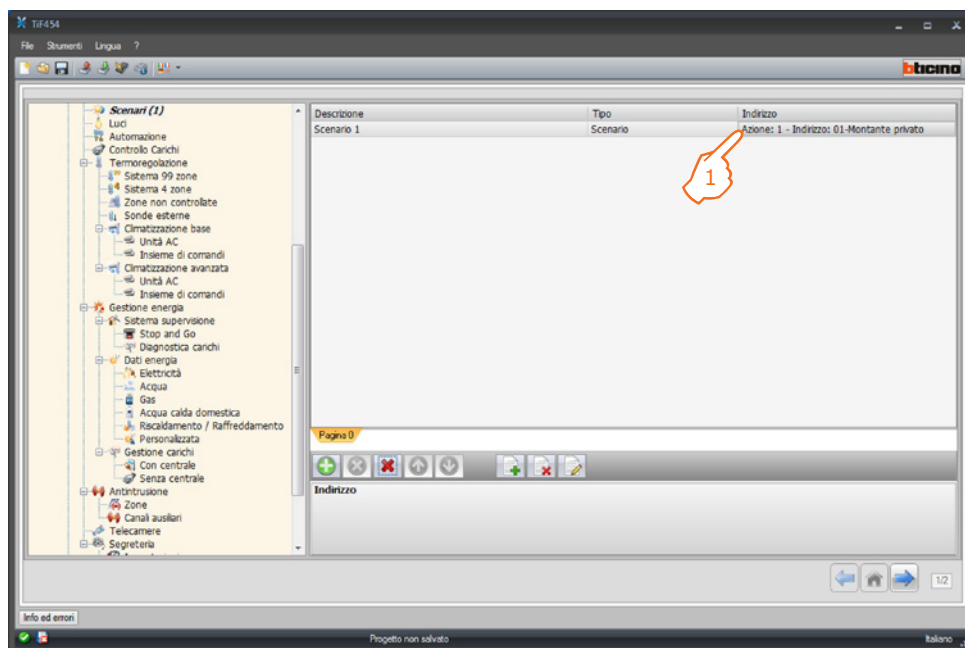 TiF454
File Strumenti Lingua ?
bticino
Scenari (1)
Luci
Automazione
Controllo Carichi
Termoregolazione
Sistema 99 zone
Sistema 4 zone
Zone non controllate
Sonde esterne
Climatizzazione base
Unità AC
Insieme di comandi
Climatizzazione avanzata
Unità AC
Insieme di comandi
Gestione energia
Sistema supervisione
Stop and Go
Diagnostica carichi
Dati energia
Elettricità
Acqua
Gas
Acqua calda domestica
Riscaldamento / Raffreddamento
Personalizzata
Gestione carichi
Con centrale
Senza centrale
Antintrusione
Zone
Canali ausiliari
Telecamere
Segreteria
Descrizione Tipo Indirizzo
Scenario 1 Scenario Azione: 1 - Indirizzo: 01-Montante privato
1
Pagina 0
Indirizzo
1/2
Info ed errori
Progetto non salvato Italiano